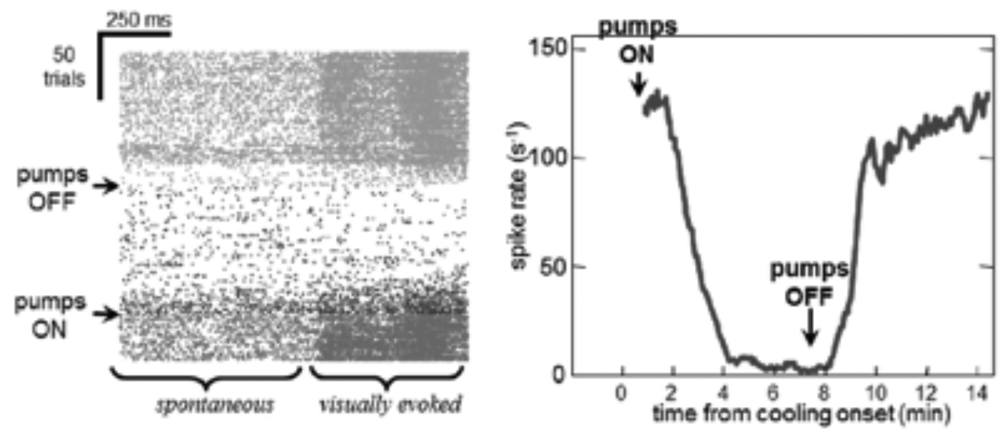 250 ms
50
trials
pumps
OFF
pumps
ON
spontaneous
visually evoked
pumps
ON
150
100
50
0
spike rate (s⁻¹)
pumps
OFF
0 2 4 6 8 10 12 14
time from cooling onset (min)